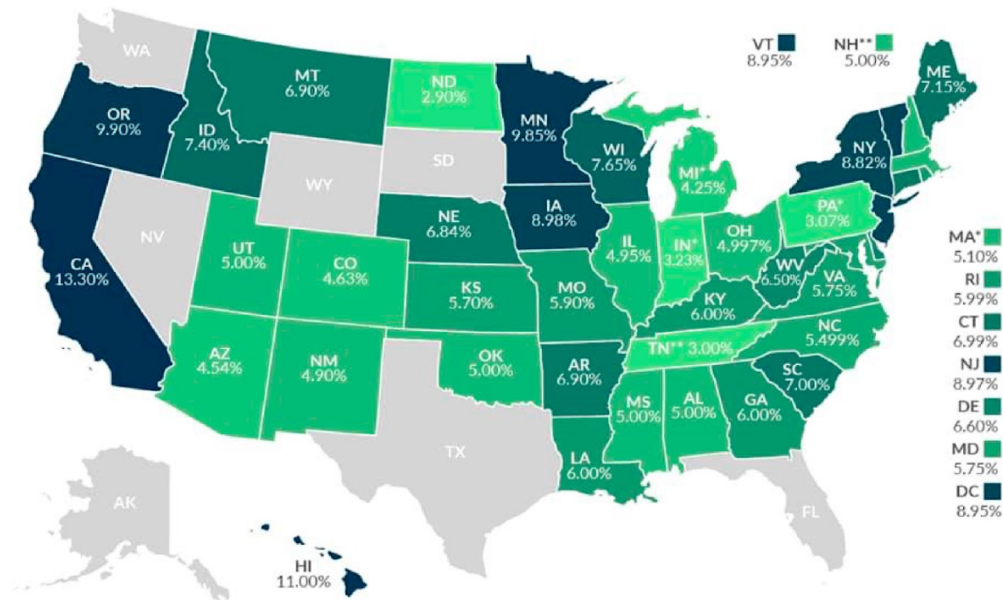 WA
VT
8.95%
NH**
5.00%
ME
7.15%
MT
6.90%
ND
2.90%
OR
9.90%
ID
7.40%
MN
9.85%
WI
7.65%
NY
8.82%
SD
WY
MI*
4.25%
IA
8.98%
NE
6.84%
PA*
3.07%
NV
UT
5.00%
CO
4.63%
IL
4.95%
IN*
3.23%
OH
4.997%
WV
6.50%
VA
5.75%
CA
13.30%
KS
5.70%
MO
5.90%
KY
6.00%
NC
5.499%
AZ
4.54%
NM
4.90%
OK
5.00%
AR
6.90%
TN** 3.00%
SC
7.00%
MS
5.00%
AL
5.00%
GA
6.00%
TX
LA
6.00%
AK
FL
HI
11.00%
MA*
5.10%
RI
5.99%
CT
6.99%
NJ
8.97%
DE
6.60%
MD
5.75%
DC
8.95%